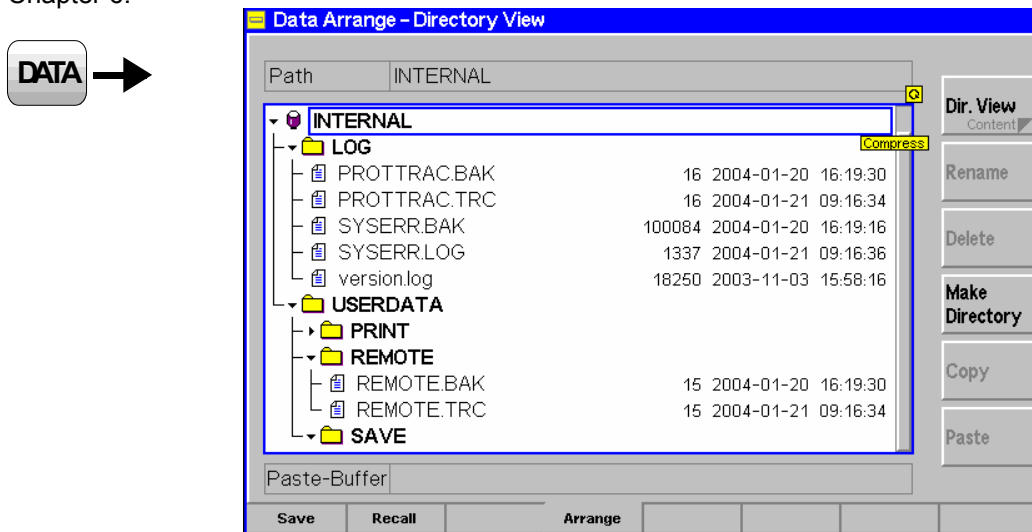 Data Arrange – Directory View
DATA
Path INTERNAL
INTERNAL
Compress
LOG
PROTTRAC.BAK 16 2004-01-20 16:19:30
PROTTRAC.TRC 16 2004-01-21 09:16:34
SYSERR.BAK 100084 2004-01-20 16:19:16
SYSERR.LOG 1337 2004-01-21 09:16:36
version.log 18250 2003-11-03 15:58:16
USERDATA
PRINT
REMOTE
REMOTE.BAK 15 2004-01-20 16:19:30
REMOTE.TRC 15 2004-01-21 09:16:34
SAVE
Paste-Buffer
Dir. View
Content
Rename
Delete
Make
Directory
Copy
Paste
Save Recall Arrange